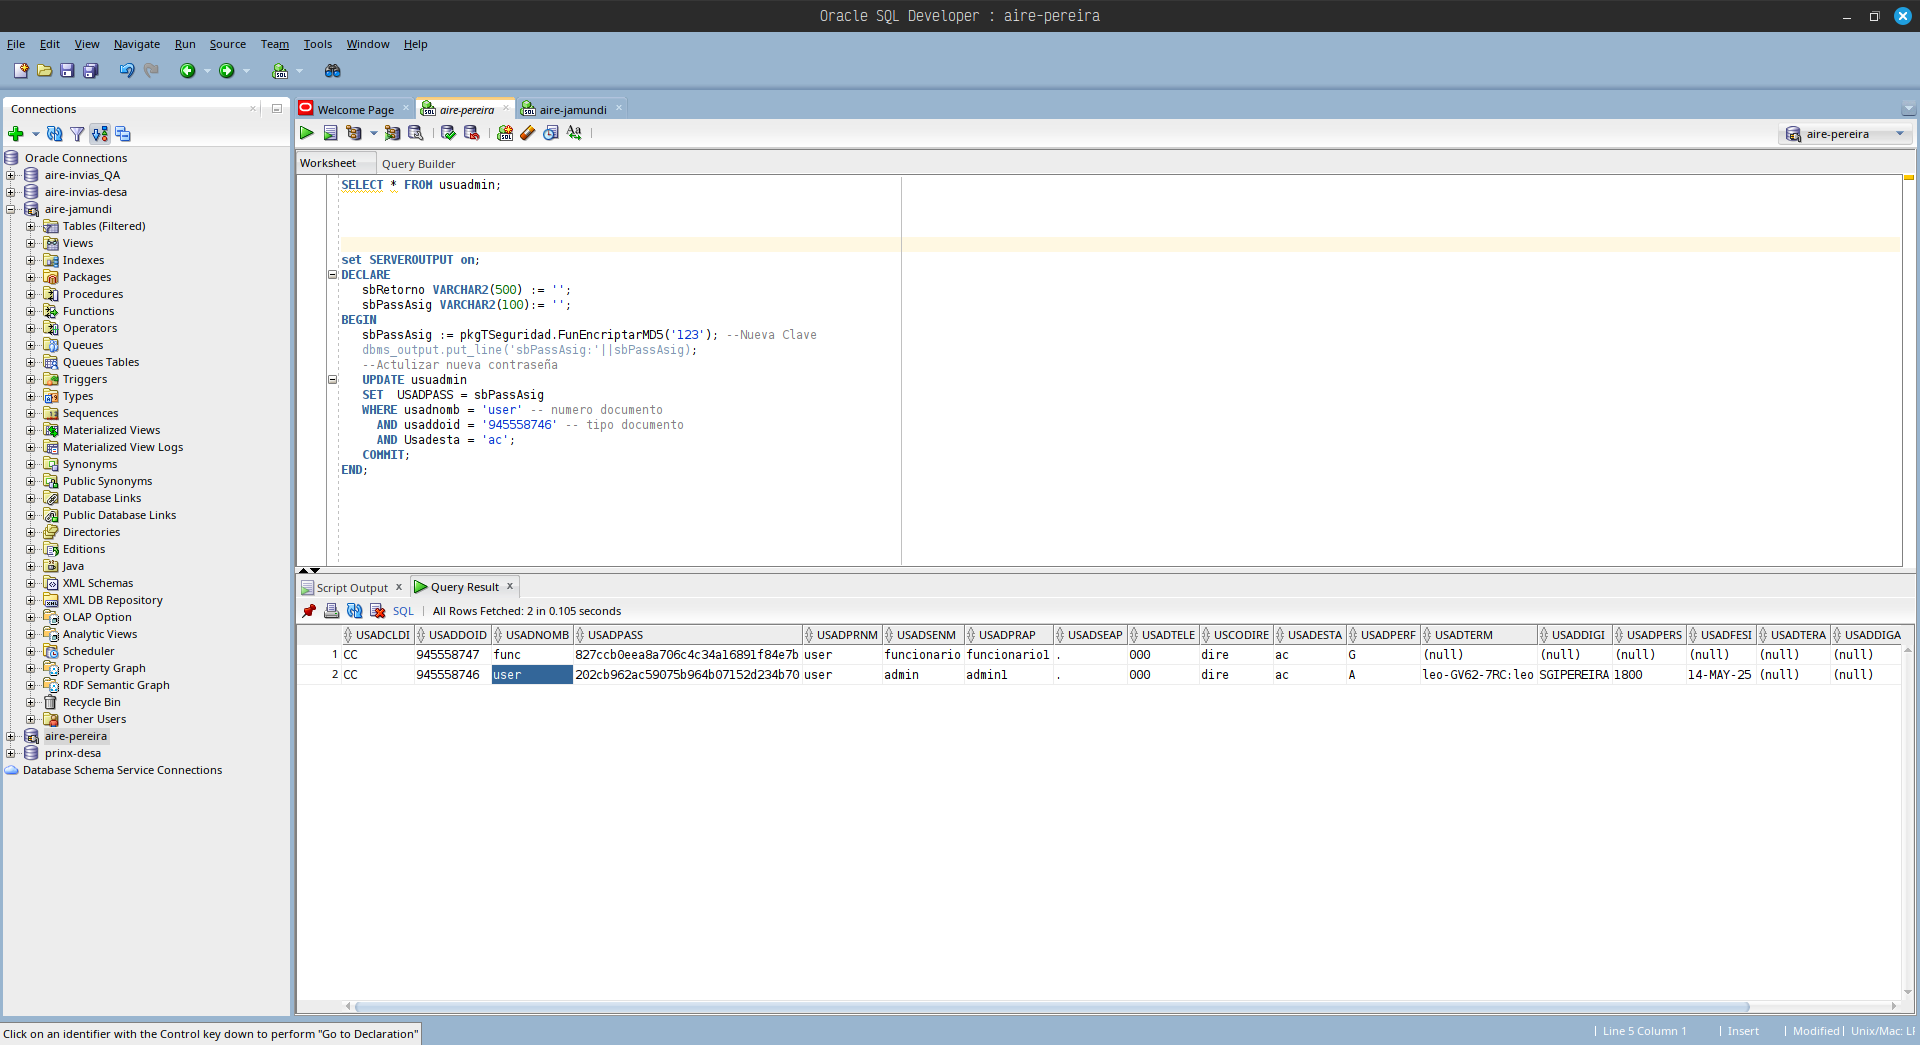 Oracle SQL Developer : aire-pereira
File Edit View Navigate Run Source Team Tools Window Help
Connections
Oracle Connections
aire-invias_QA
aire-invias-desa
aire-jamundi
Tables (Filtered)
Views
Indexes
Packages
Procedures
Functions
Operators
Queues
Queues Tables
Triggers
Types
Sequences
Materialized Views
Materialized View Logs
Synonyms
Public Synonyms
Database Links
Public Database Links
Directories
Editions
Java
XML Schemas
XML DB Repository
OLAP Option
Analytic Views
Scheduler
Property Graph
RDF Semantic Graph
Recycle Bin
Other Users
aire-pereira
prinx-desa
Database Schema Service Connections
Welcome Page aire-pereira aire-jamundi
aire-pereira
Worksheet Query Builder
SELECT * FROM usuadmin;
set SERVEROUTPUT on;
DECLARE
sbRetorno VARCHAR2(500) := '';
sbPassAsig VARCHAR2(100):= '';
BEGIN
sbPassAsig := pkgTSeguridad.FunEncriptarMD5('123'); --Nueva Clave
dbms_output.put_line('sbPassAsig:'||sbPassAsig);
--Actulizar nueva contraseña
UPDATE usuadmin
SET USADPASS = sbPassAsig
WHERE usadnomb = 'user' -- numero documento
AND usaddoid = '945558746' -- tipo documento
AND Usadesta = 'ac';
COMMIT;
END;
Script Output x Query Result x
SQL All Rows Fetched: 2 in 0.105 seconds
USADCLDI USADDOID USADNOMB USADPASS USADPRNM USADSENM USADPRAP USADSEAP USADTELE USCODIRE USADESTA USADPERF USADTERM USADDIGI USADPERS USADFESI USADTERA USADDIGA
1 CC 945558747 func 827ccb0eea8a706c4c34a16891f84e7b user funcionario funcionario1 . 000 dire ac G (null) (null) (null) (null) (null) (null)
2 CC 945558746 user 202cb962ac59075b964b07152d234b70 user admin admin1 . 000 dire ac A leo-GV62-7RC:leo SGIPEREIRA 1800 14-MAY-25 (null) (null)
Click on an identifier with the Control key down to perform "Go to Declaration"
Line 5 Column 1 Insert Modified Unix/Mac: LF